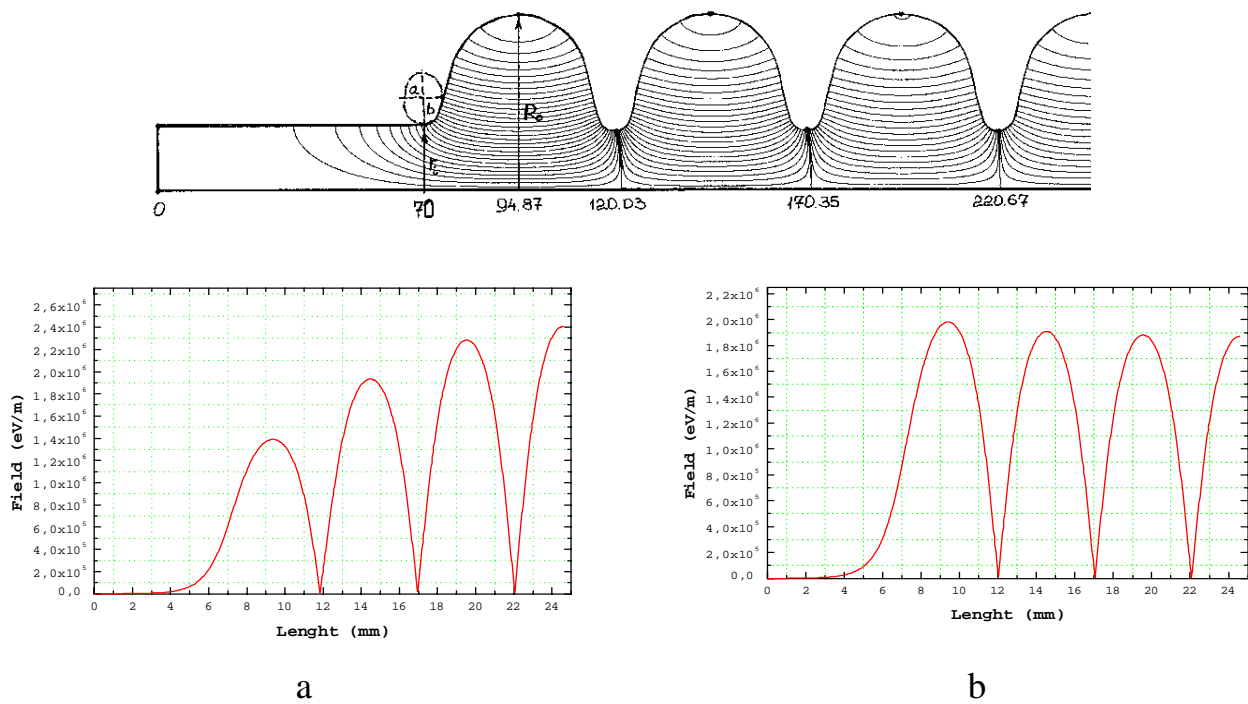 a
b
R₀
r₀
0
70
94.87
120.03
170.35
220.67
2,6x10⁶
2,4x10⁶
2,2x10⁶
2,0x10⁶
1,8x10⁶
1,6x10⁶
1,4x10⁶
1,2x10⁶
1,0x10⁶
8,0x10⁵
6,0x10⁵
4,0x10⁵
2,0x10⁵
0,0
Field (eV/m)
0 2 4 6 8 10 12 14 16 18 20 22 24
Lenght (mm)
a
2,2x10⁶
2,0x10⁶
1,8x10⁶
1,6x10⁶
1,4x10⁶
1,2x10⁶
1,0x10⁶
8,0x10⁵
6,0x10⁵
4,0x10⁵
2,0x10⁵
0,0
Field (eV/m)
0 2 4 6 8 10 12 14 16 18 20 22 24
Lenght (mm)
b